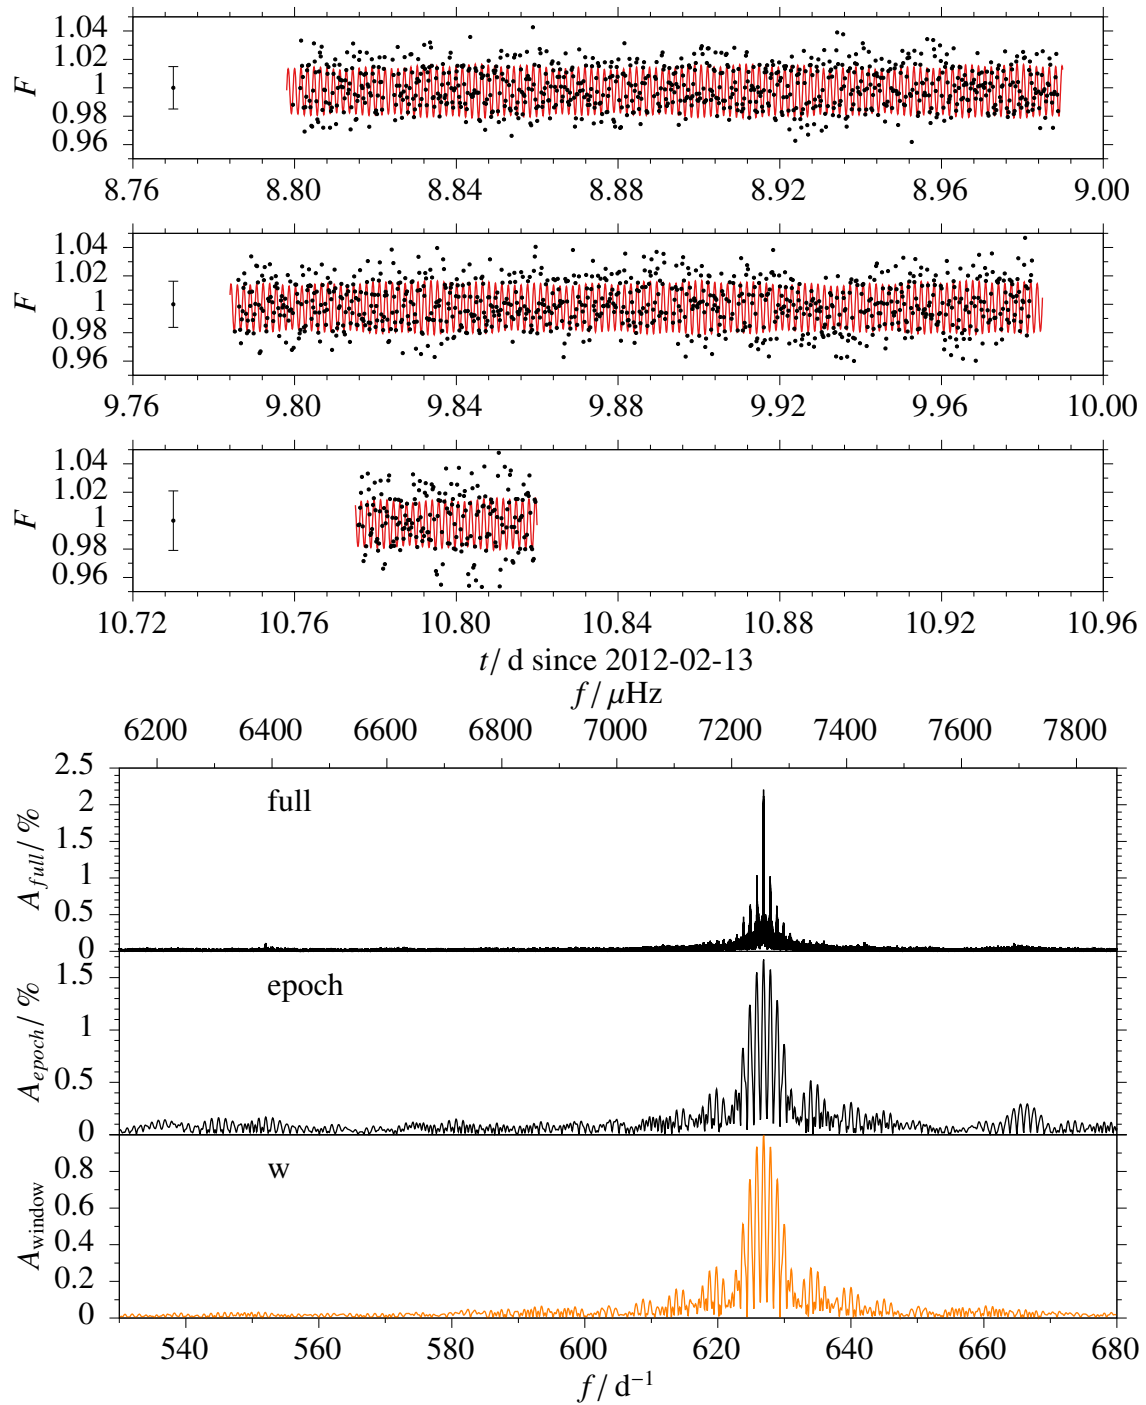 1.04
1.02
1
0.98
0.96
F
8.76 8.80 8.84 8.88 8.92 8.96 9.00
1.04
1.02
1
0.98
0.96
F
9.76 9.80 9.84 9.88 9.92 9.96 10.00
1.04
1.02
1
0.98
0.96
F
10.72 10.76 10.80 10.84 10.88 10.92 10.96
t/ d since 2012-02-13
f/ μHz
6200 6400 6600 6800 7000 7200 7400 7600 7800
2.5
2
1.5
1
0.5
0
A_full/ %
full
1.5
1
0.5
0
A_epoch/ %
epoch
0.8
0.6
0.4
0.2
0
A_window
w
540 560 580 600 620 640 660 680
f/ d⁻¹